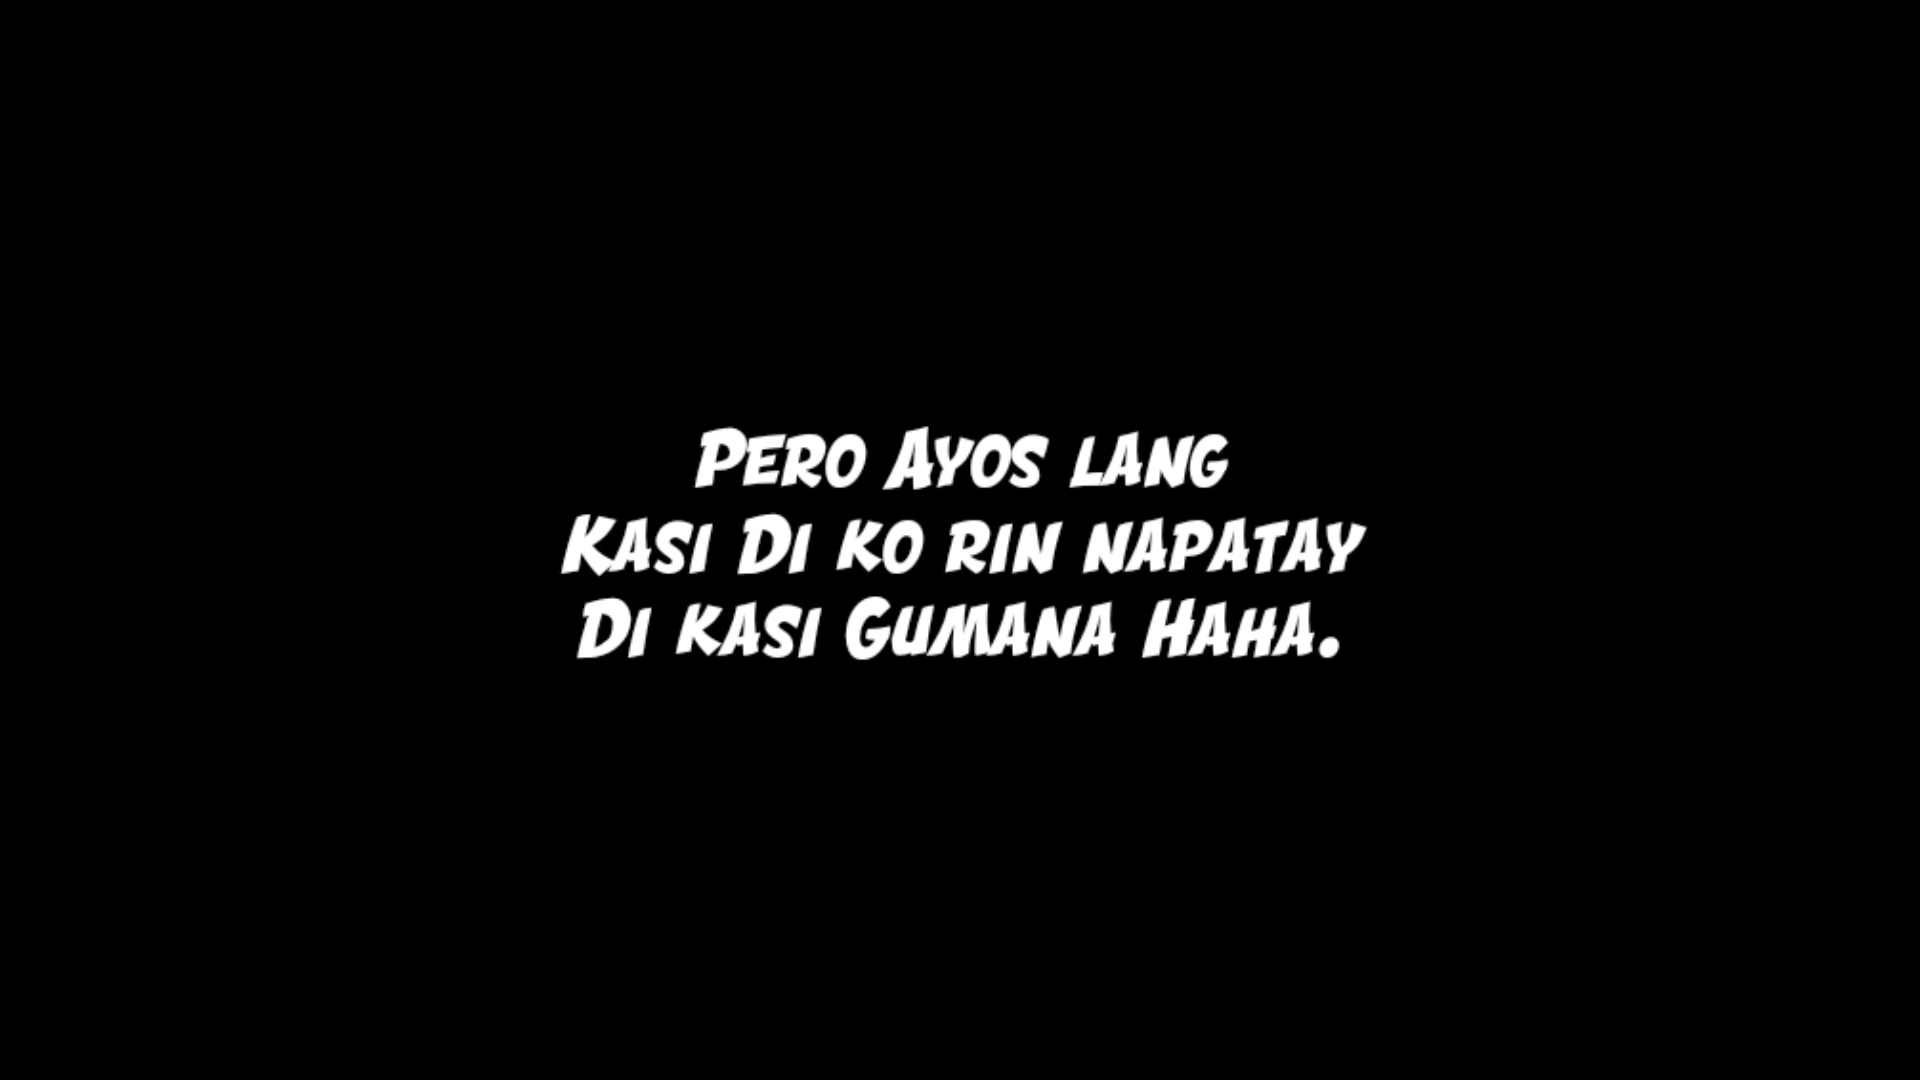 Pero Ayos lang
Kasi Di ko rin napatay
Di kasi Gumana Haha.